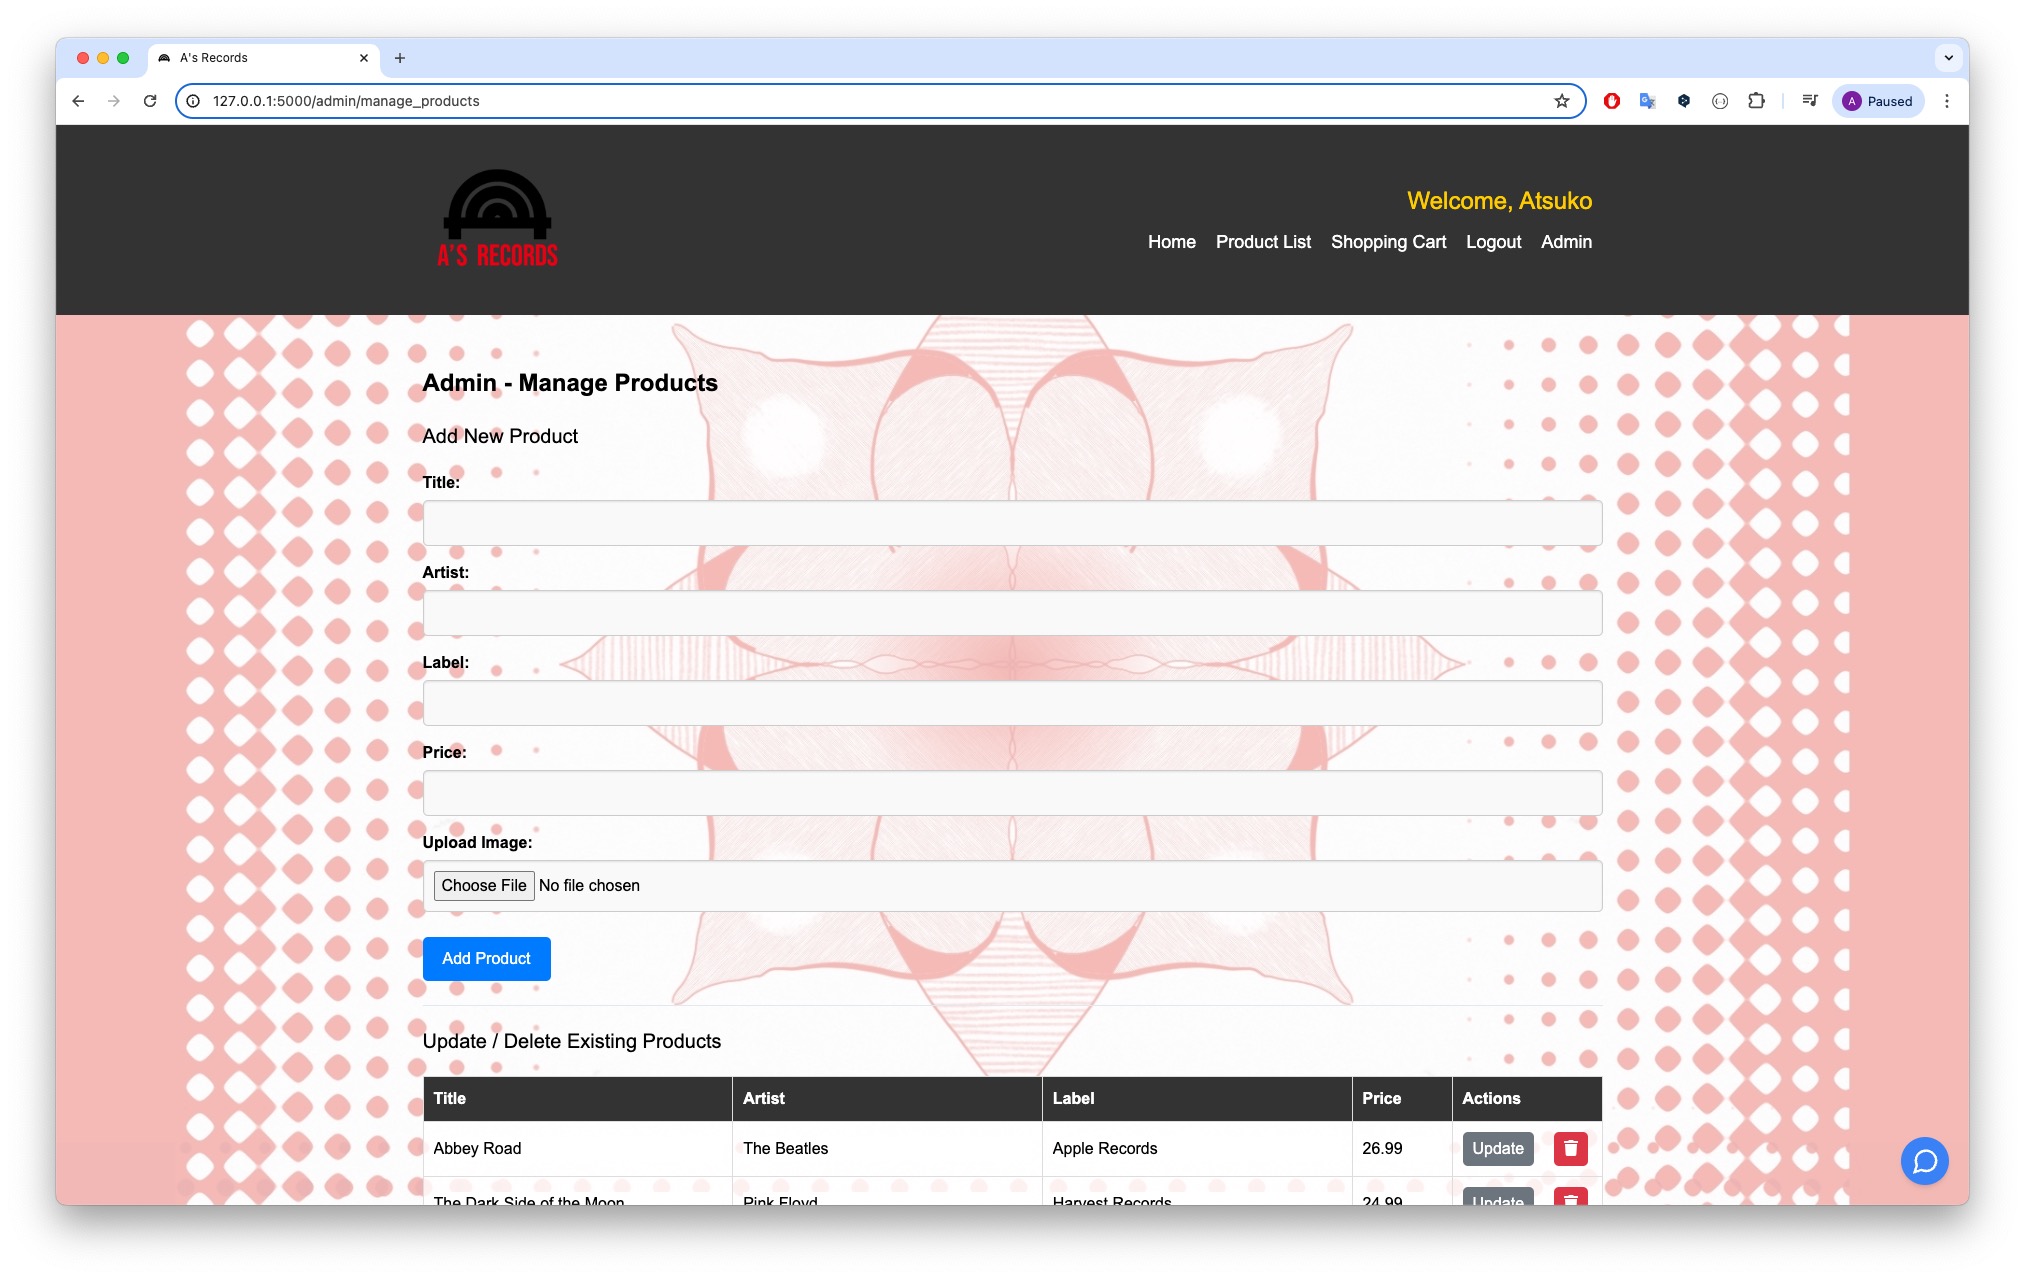 A's Records
127.0.0.1:5000/admin/manage_products
A
Paused
A'S RECORDS
Welcome, Atsuko
Home Product List Shopping Cart Logout Admin
Admin - Manage Products
Add New Product
Title:
Artist:
Label:
Price:
Upload Image:
Choose File No file chosen
Add Product
Update / Delete Existing Products
Title Artist Label Price Actions
Abbey Road The Beatles Apple Records 26.99 Update
The Dark Side of the Moon Pink Floyd Harvest Records 24.99 Update